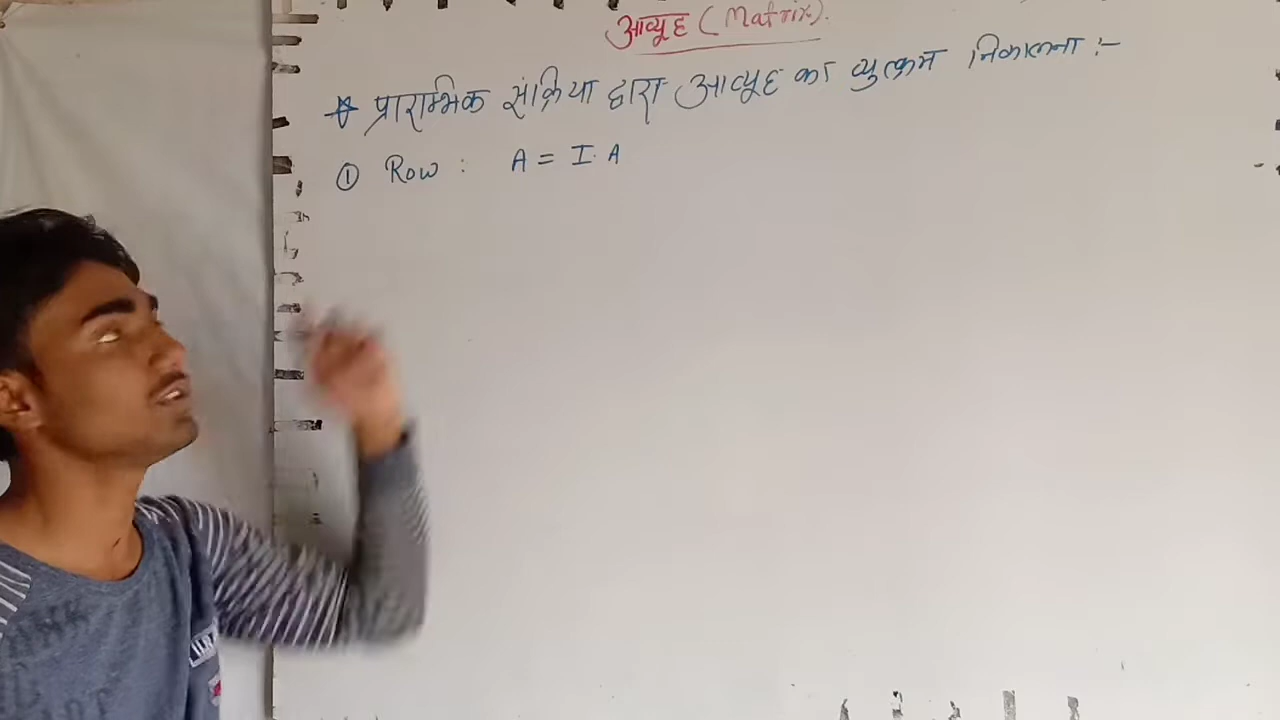 आव्यूह (Matrix).
* प्रारम्भिक संक्रिया द्वारा आव्यूह का व्युत्क्रम निकालना :-
① Row : A = I. A